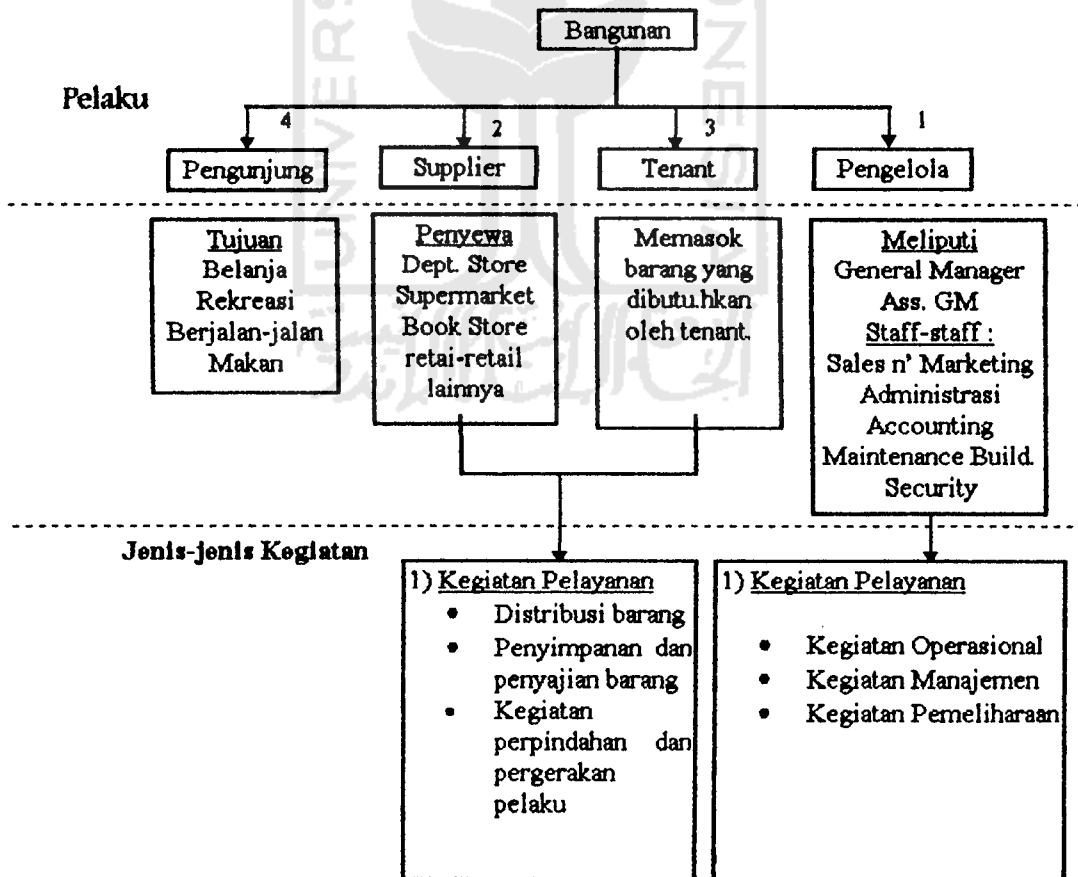 Bangunan
Pelaku
4
2
3
1
Pengunjung
Supplier
Tenant
Pengelola
Tujuan
Belanja
Rekreasi
Berjalan-jalan
Makan
Penyewa
Dept. Store
Supermarket
Book Store
retai-retail
lainnya
Memasok
barang yang
dibutu.hkan
oleh tenant.
Meliputi
General Manager
Ass. GM
Staff-staff :
Sales n' Marketing
Administrasi
Accounting
Maintenance Build.
Security
Jenis-jenis Kegiatan
1) Kegiatan Pelayanan
• Distribusi barang
• Penyimpanan dan
penyajian barang
• Kegiatan
perpindahan dan
pergerakan
pelaku
1) Kegiatan Pelayanan
• Kegiatan Operasional
• Kegiatan Manajemen
• Kegiatan Pemeliharaan